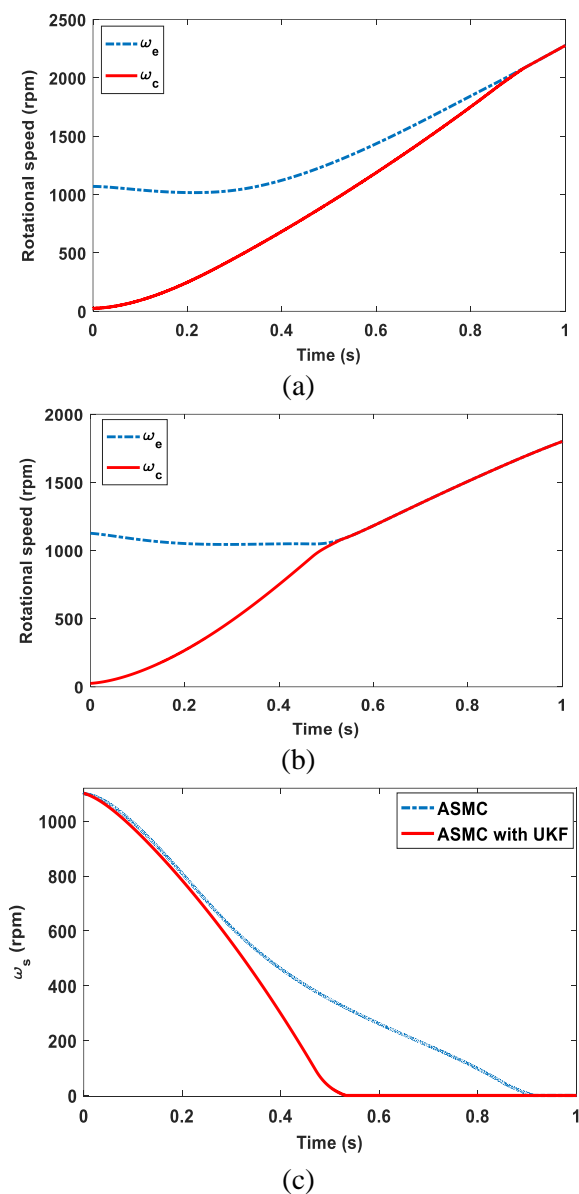 2500
2000
1500
1000
500
0
Rotational speed (rpm)
ωe
ωc
0 0.2 0.4 0.6 0.8 1
Time (s)
(a)
2000
1500
1000
500
0
Rotational speed (rpm)
ωe
ωc
0 0.2 0.4 0.6 0.8 1
Time (s)
(b)
1000
800
600
400
200
0
ωs (rpm)
ASMC
ASMC with UKF
0 0.2 0.4 0.6 0.8 1
Time (s)
(c)